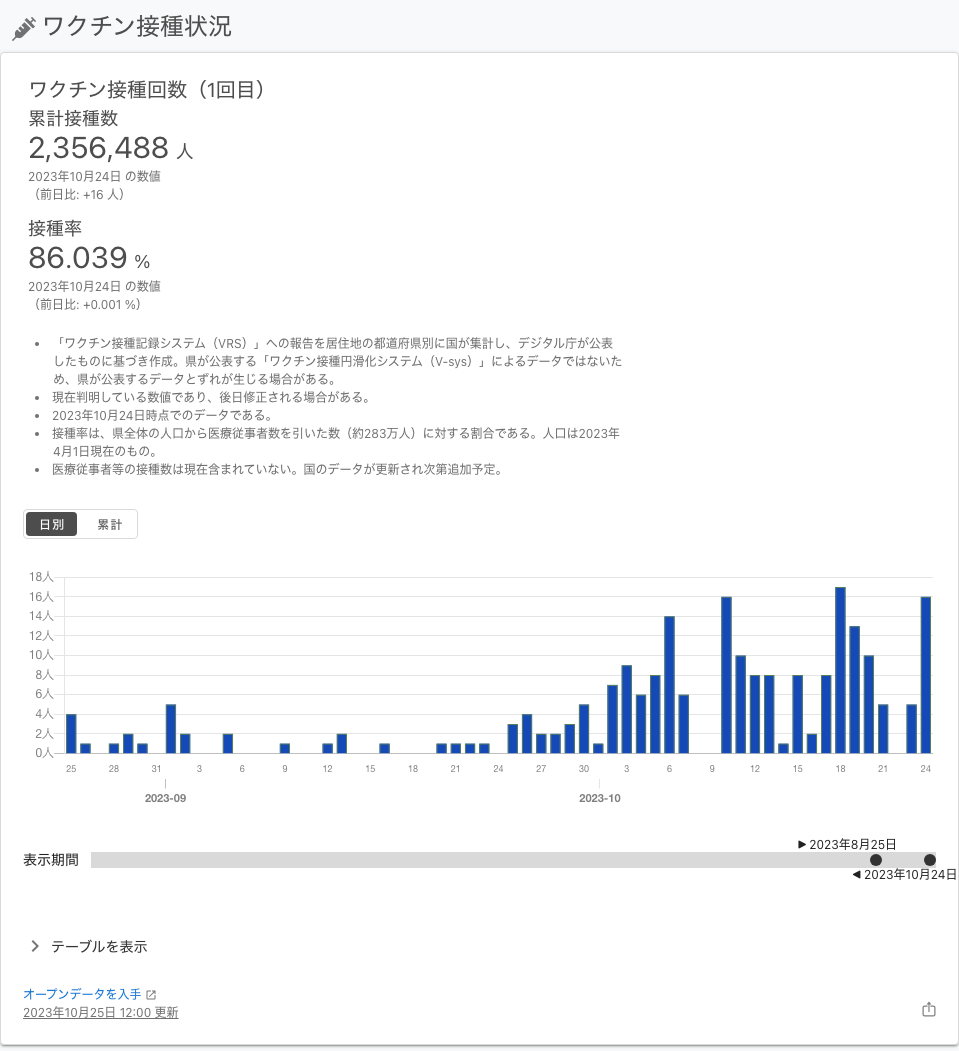 ワクチン接種状況
ワクチン接種回数（1回目）
累計接種数
2,356,488 人
2023年10月24日 の数値
（前日比: +16 人）
接種率
86.039 %
2023年10月24日 の数値
（前日比: +0.001 %）
• 「ワクチン接種記録システム（VRS）」への報告を居住地の都道府県別に国が集計し、デジタル庁が公表
したものに基づき作成。県が公表する「ワクチン接種円滑化システム（V-sys）」によるデータではないた
め、県が公表するデータとずれが生じる場合がある。
• 現在判明している数値であり、後日修正される場合がある。
• 2023年10月24日時点でのデータである。
• 接種率は、県全体の人口から医療従事者数を引いた数（約283万人）に対する割合である。人口は2023年
4月1日現在のもの。
• 医療従事者等の接種数は現在含まれていない。国のデータが更新され次第追加予定。
日別 累計
18人
16人
14人
12人
10人
8人
6人
4人
2人
0人
25 28 31 3 6 9 12 15 18 21 24 27 30 3 6 9 12 15 18 21 24
2023-09 2023-10
▶ 2023年8月25日
表示期間
◀ 2023年10月24日
テーブルを表示
オープンデータを入手
2023年10月25日 12:00 更新